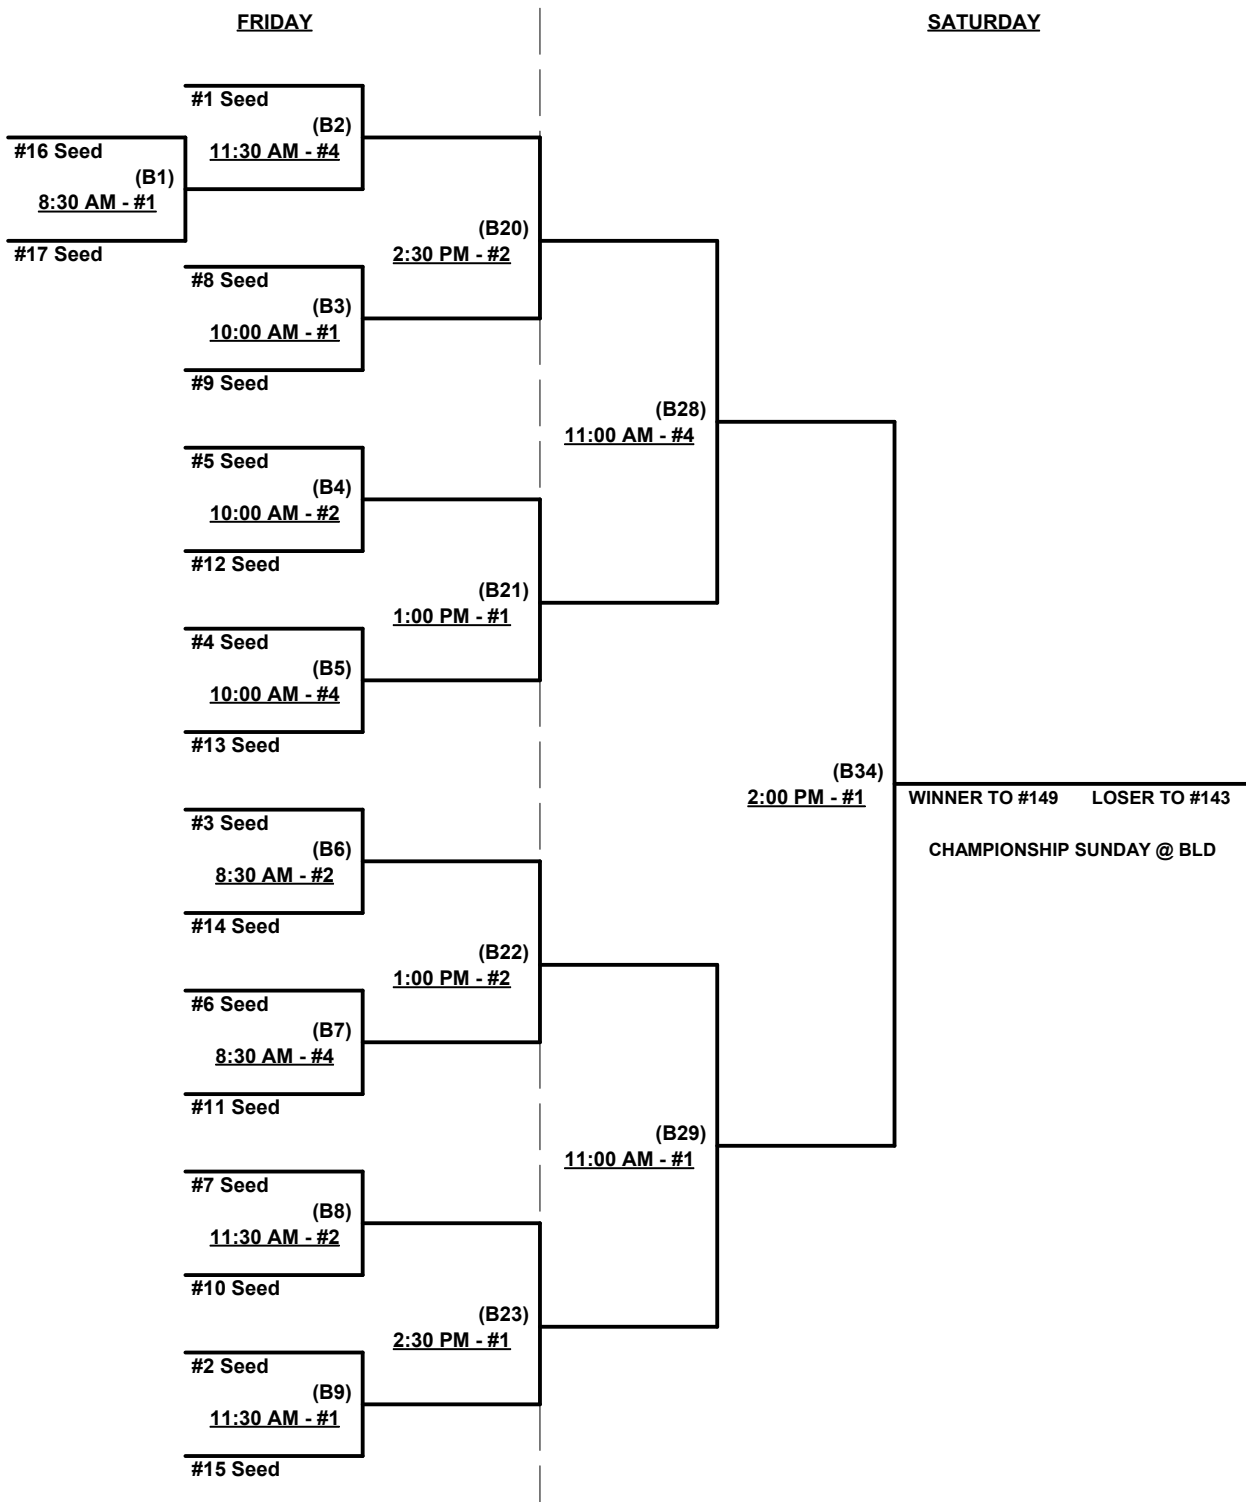 FRIDAY
SATURDAY
#1 Seed
(B2)
11:30 AM - #4
#16 Seed
(B1)
8:30 AM - #1
#17 Seed
(B20)
2:30 PM - #2
#8 Seed
(B3)
10:00 AM - #1
#9 Seed
(B28)
11:00 AM - #4
#5 Seed
(B4)
10:00 AM - #2
#12 Seed
(B21)
1:00 PM - #1
#4 Seed
(B5)
10:00 AM - #4
#13 Seed
(B34)
2:00 PM - #1
WINNER TO #149 LOSER TO #143
CHAMPIONSHIP SUNDAY @ BLD
#3 Seed
(B6)
8:30 AM - #2
#14 Seed
(B22)
1:00 PM - #2
#6 Seed
(B7)
8:30 AM - #4
#11 Seed
(B29)
11:00 AM - #1
#7 Seed
(B8)
11:30 AM - #2
#10 Seed
(B23)
2:30 PM - #1
#2 Seed
(B9)
11:30 AM - #1
#15 Seed